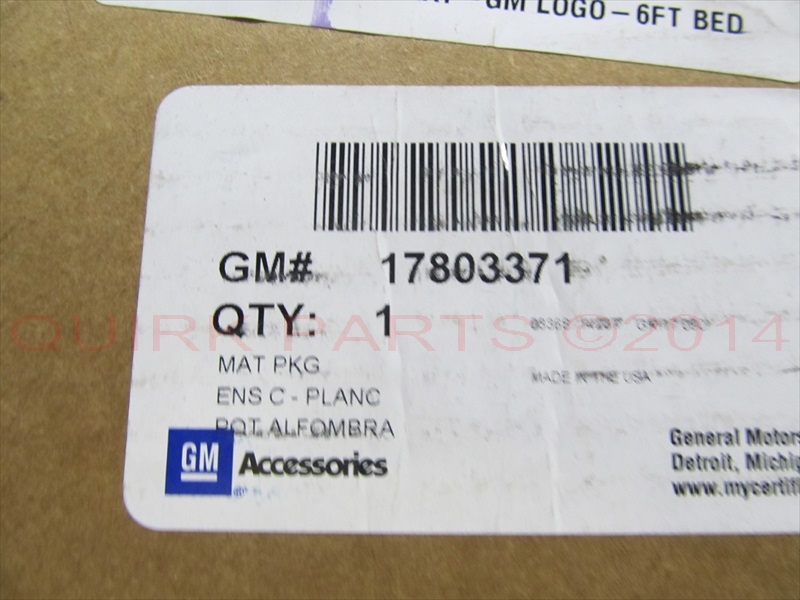 GM LOGO – 6FT BED
GM# 17803371
QTY: 1
QUIRK PARTS ©2014
MAT PKG
MADE IN THE USA
ENS C - PLANC
PQT ALFOMBRA
GM Accessories
General Motors
Detroit, Michig
www.mycertifi